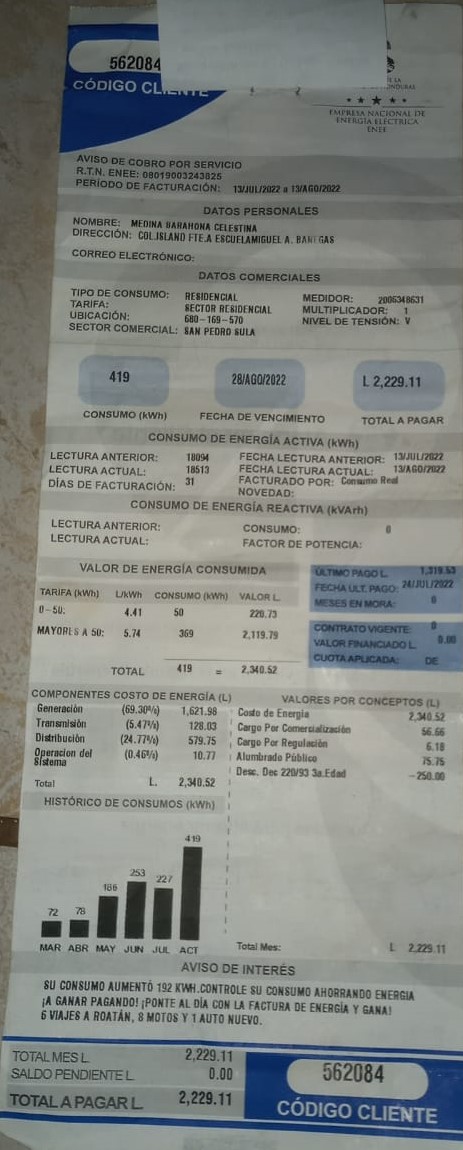 562084
CÓDIGO CLIENTE
EMPRESA NACIONAL DE
ENERGÍA ELÉCTRICA
ENEE
AVISO DE COBRO POR SERVICIO
R.T.N. ENEE: 08019003243825
PERÍODO DE FACTURACIÓN: 13/JUL/2022 a 13/AGO/2022
DATOS PERSONALES
NOMBRE: MEDINA BARAHONA CELESTINA
DIRECCIÓN: COL.ISLAND FTE.A ESCUELAMIGUEL A. BANEGAS
CORREO ELECTRÓNICO:
DATOS COMERCIALES
TIPO DE CONSUMO: RESIDENCIAL MEDIDOR: 2006348631
TARIFA: SECTOR RESIDENCIAL MULTIPLICADOR: 1
UBICACIÓN: 680-169-570 NIVEL DE TENSIÓN: V
SECTOR COMERCIAL: SAN PEDRO SULA
419 28/AGO/2022 L 2,229.11
CONSUMO (kWh) FECHA DE VENCIMIENTO TOTAL A PAGAR
CONSUMO DE ENERGÍA ACTIVA (kWh)
LECTURA ANTERIOR: 18094 FECHA LECTURA ANTERIOR: 13/JUL/2022
LECTURA ACTUAL: 18513 FECHA LECTURA ACTUAL: 13/AGO/2022
DÍAS DE FACTURACIÓN: 31 FACTURADO POR: Consumo Real
NOVEDAD:
CONSUMO DE ENERGÍA REACTIVA (kVArh)
LECTURA ANTERIOR: CONSUMO: 0
LECTURA ACTUAL: FACTOR DE POTENCIA:
VALOR DE ENERGÍA CONSUMIDA
TARIFA (kWh) L/kWh CONSUMO (kWh) VALOR L.
0-50: 4.41 50 220.73
MAYORES A 50: 5.74 369 2,119.79
TOTAL 419 = 2,340.52
ÚLTIMO PAGO L. 1,319.53
FECHA ULT. PAGO: 24/JUL/2022
MESES EN MORA: 0
CONTRATO VIGENTE: 0
VALOR FINANCIADO L. 0.00
CUOTA APLICADA: DE
COMPONENTES COSTO DE ENERGÍA (L)
Generación (69.30%) 1,621.98
Transmisión (5.47%) 128.03
Distribución (24.77%) 579.75
Operacion del Sistema (0.46%) 10.77
Total L. 2,340.52
VALORES POR CONCEPTOS (L)
Costo de Energia 2,340.52
Cargo Por Comercialización 56.66
Cargo Por Regulación 6.18
Alumbrado Público 75.75
Desc. Dec 220/93 3a.Edad -250.00
HISTÓRICO DE CONSUMOS (kWh)
72 78 186 253 227 419
MAR ABR MAY JUN JUL ACT
Total Mes: L 2,229.11
AVISO DE INTERÉS
SU CONSUMO AUMENTÓ 192 KWH.CONTROLE SU CONSUMO AHORRANDO ENERGIA
¡A GANAR PAGANDO! ¡PONTE AL DÍA CON LA FACTURA DE ENERGÍA Y GANA!
6 VIAJES A ROATÁN, 8 MOTOS Y 1 AUTO NUEVO.
TOTAL MES L. 2,229.11
SALDO PENDIENTE L. 0.00
TOTAL A PAGAR L. 2,229.11
562084
CÓDIGO CLIENTE